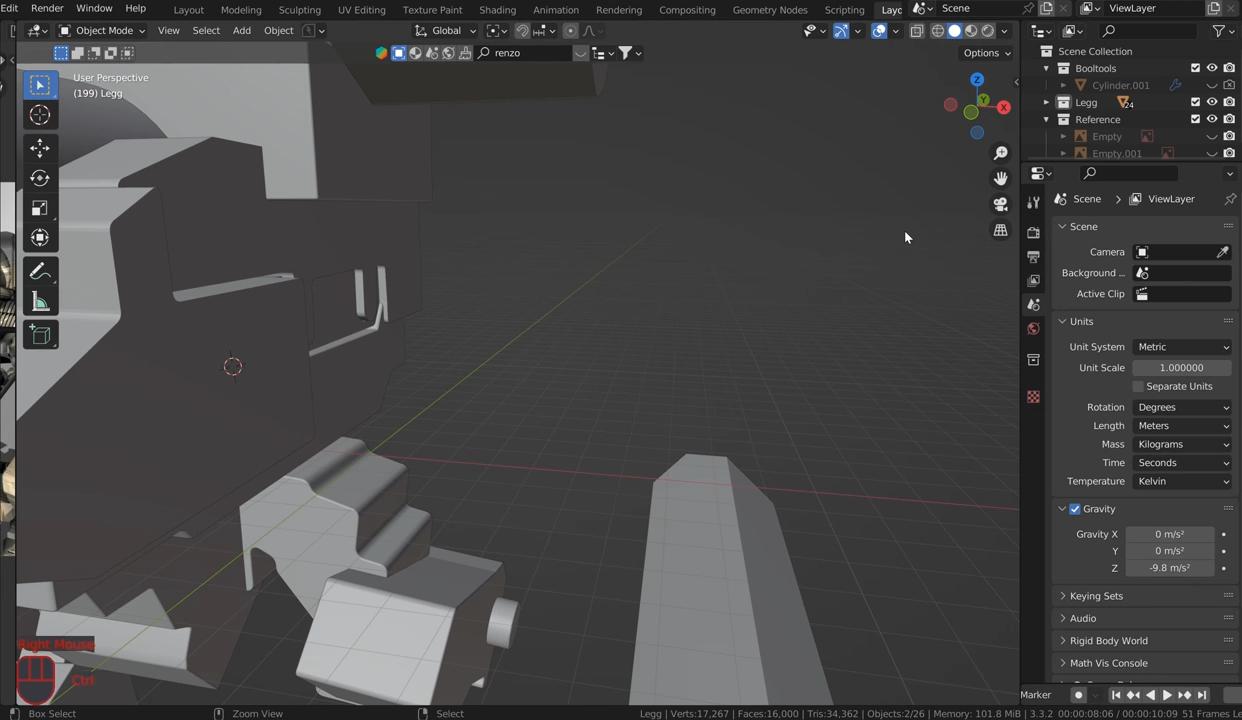 Edit Render Window Help Layout Modeling Sculpting UV Editing Texture Paint Shading Animation Rendering Compositing Geometry Nodes Scripting Layc Scene ViewLayer
Object Mode View Select Add Object Global
renzo Options
User Perspective
(199) Legg
Z
Y
X
Scene Collection
Booltools
Cylinder.001
Legg 24
Reference
Empty
Empty.001
Scene > ViewLayer
Scene
Camera
Background ...
Active Clip
Units
Unit System Metric
Unit Scale 1.000000
Separate Units
Rotation Degrees
Length Meters
Mass Kilograms
Time Seconds
Temperature Kelvin
Gravity
Gravity X 0 m/s²
Y 0 m/s²
Z -9.8 m/s²
Keying Sets
Audio
Rigid Body World
Math Vis Console
Right Mouse
Ctrl
Marker
Box Select Zoom View Select Legg | Verts:17,267 | Faces:16,000 | Tris:34,362 | Objects:2/26 | Memory: 101.8 MiB | 3.3.2 00:00:08:06 / 00:00:10:09 51 Frames Le